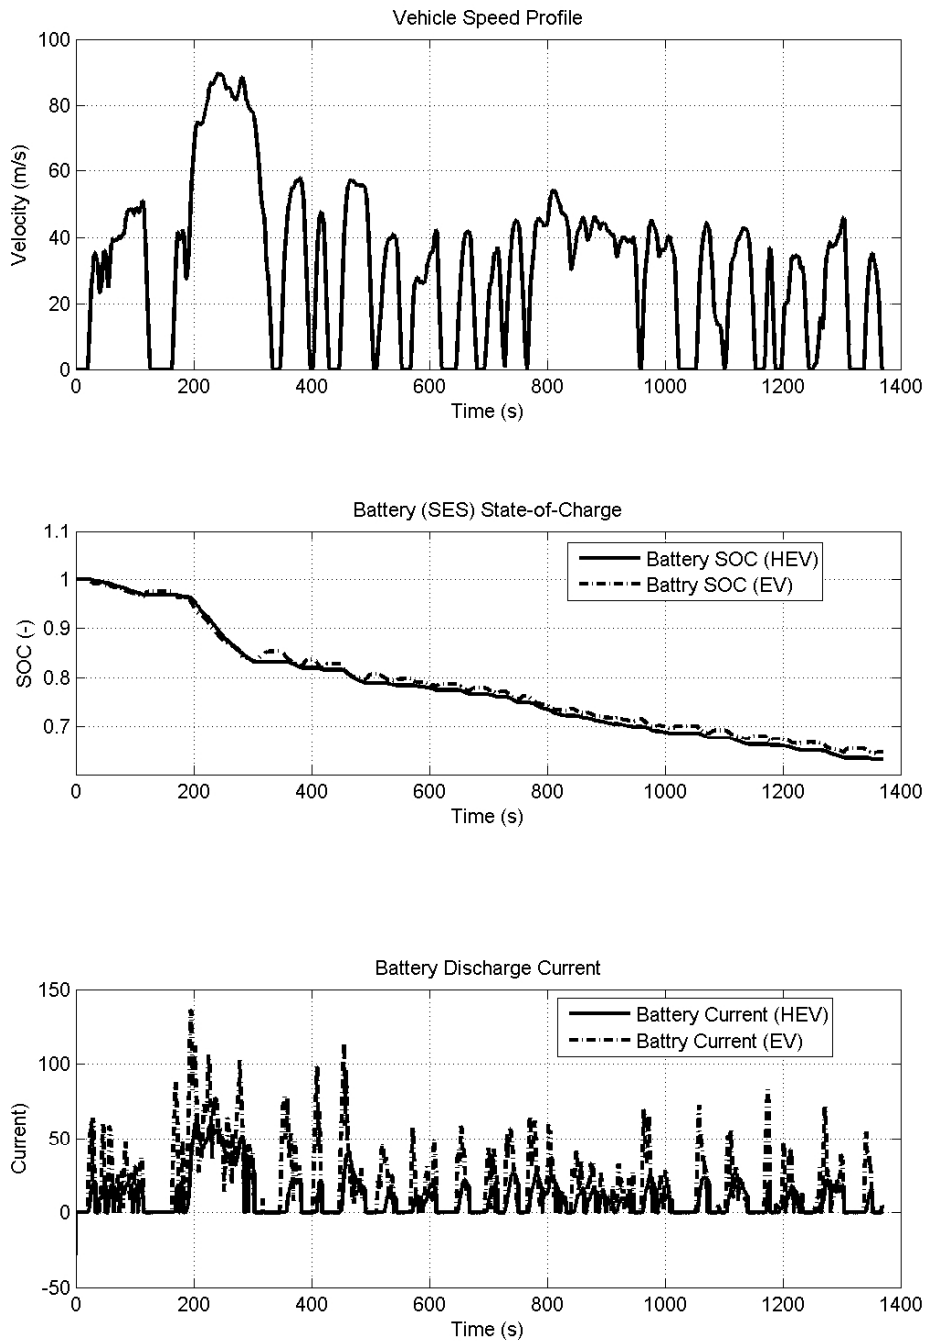 Vehicle Speed Profile
100
80
60
40
20
0
Velocity (m/s)
0 200 400 600 800 1000 1200 1400
Time (s)
Battery (SES) State-of-Charge
1.1
1
0.9
0.8
0.7
SOC (-)
Battery SOC (HEV)
Battry SOC (EV)
0 200 400 600 800 1000 1200 1400
Time (s)
Battery Discharge Current
150
100
50
0
-50
Current)
Battery Current (HEV)
Battry Current (EV)
0 200 400 600 800 1000 1200 1400
Time (s)